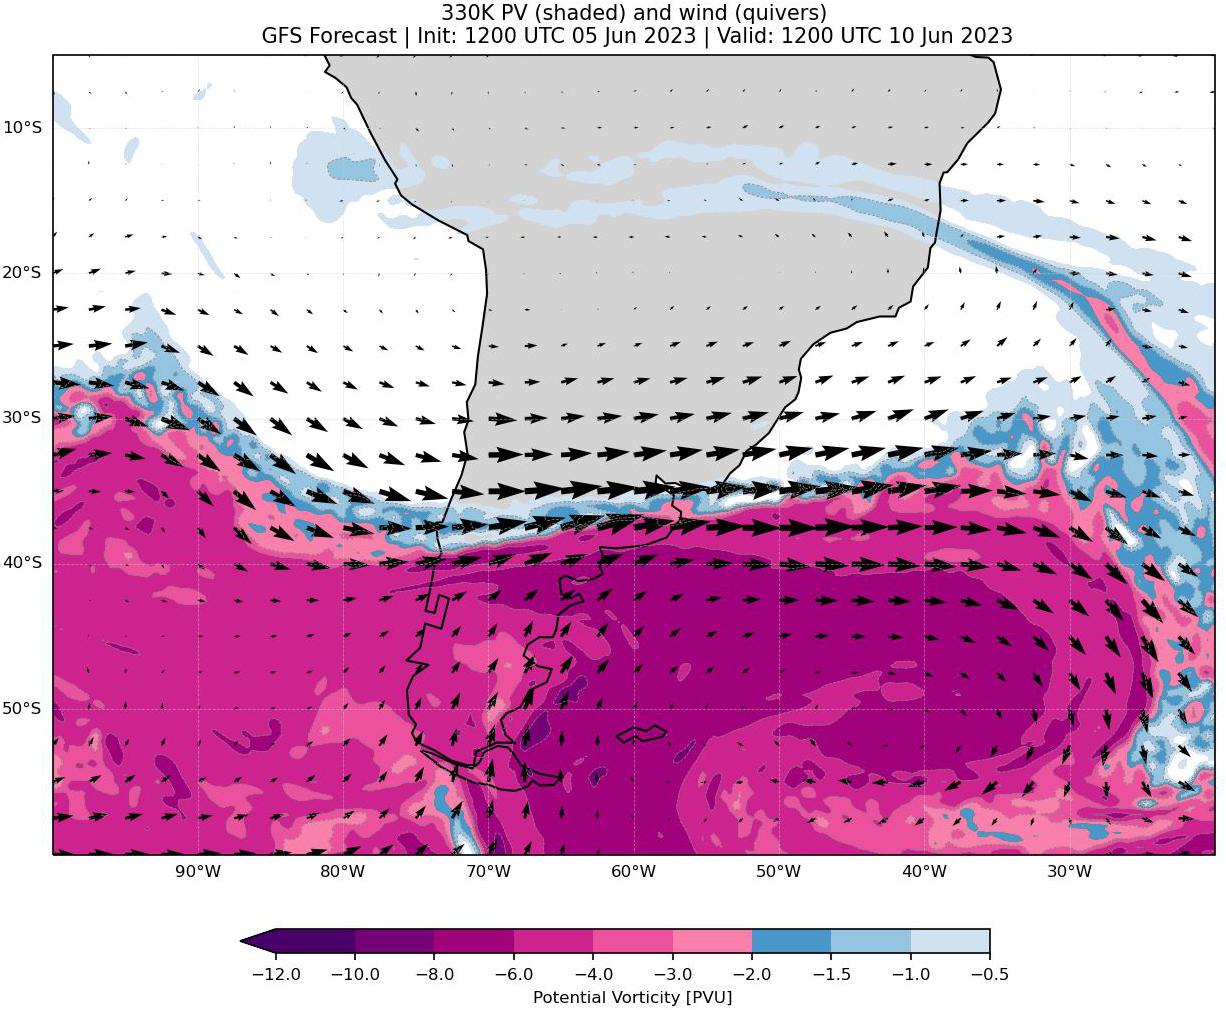 330K PV (shaded) and wind (quivers)
GFS Forecast | Init: 1200 UTC 05 Jun 2023 | Valid: 1200 UTC 10 Jun 2023
10°S
20°S
30°S
40°S
50°S
90°W 80°W 70°W 60°W 50°W 40°W 30°W
−12.0 −10.0 −8.0 −6.0 −4.0 −3.0 −2.0 −1.5 −1.0 −0.5
Potential Vorticity [PVU]